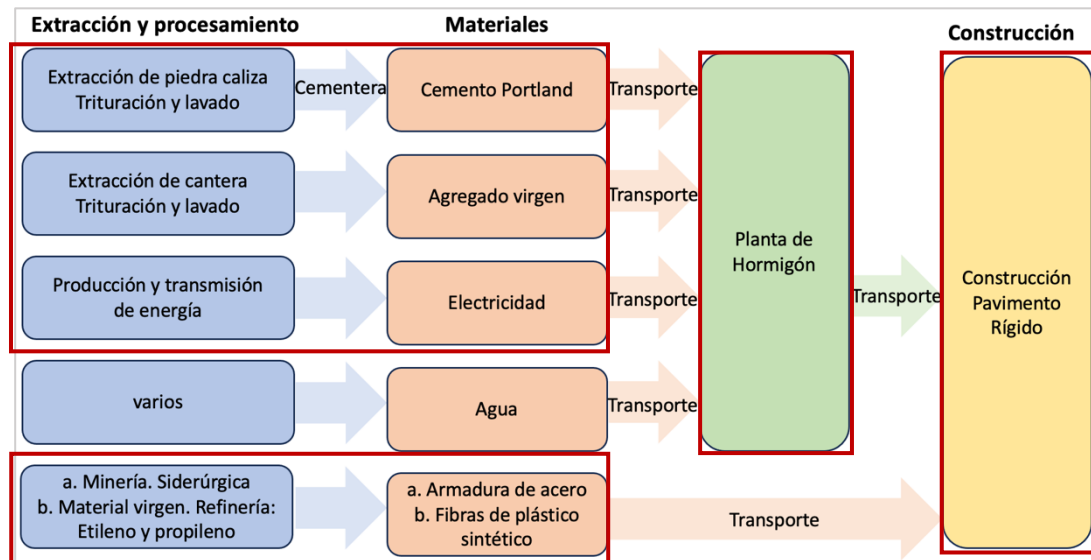 Extracción y procesamiento
Materiales
Construcción
Extracción de piedra caliza
Trituración y lavado
Cementera
Cemento Portland
Transporte
Extracción de cantera
Trituración y lavado
Agregado virgen
Transporte
Planta de
Hormigón
Producción y transmisión
de energía
Electricidad
Transporte
Transporte
Construcción
Pavimento
Rígido
varios
Agua
Transporte
a. Minería. Siderúrgica
b. Material virgen. Refinería:
Etileno y propileno
a. Armadura de acero
b. Fibras de plástico
sintético
Transporte